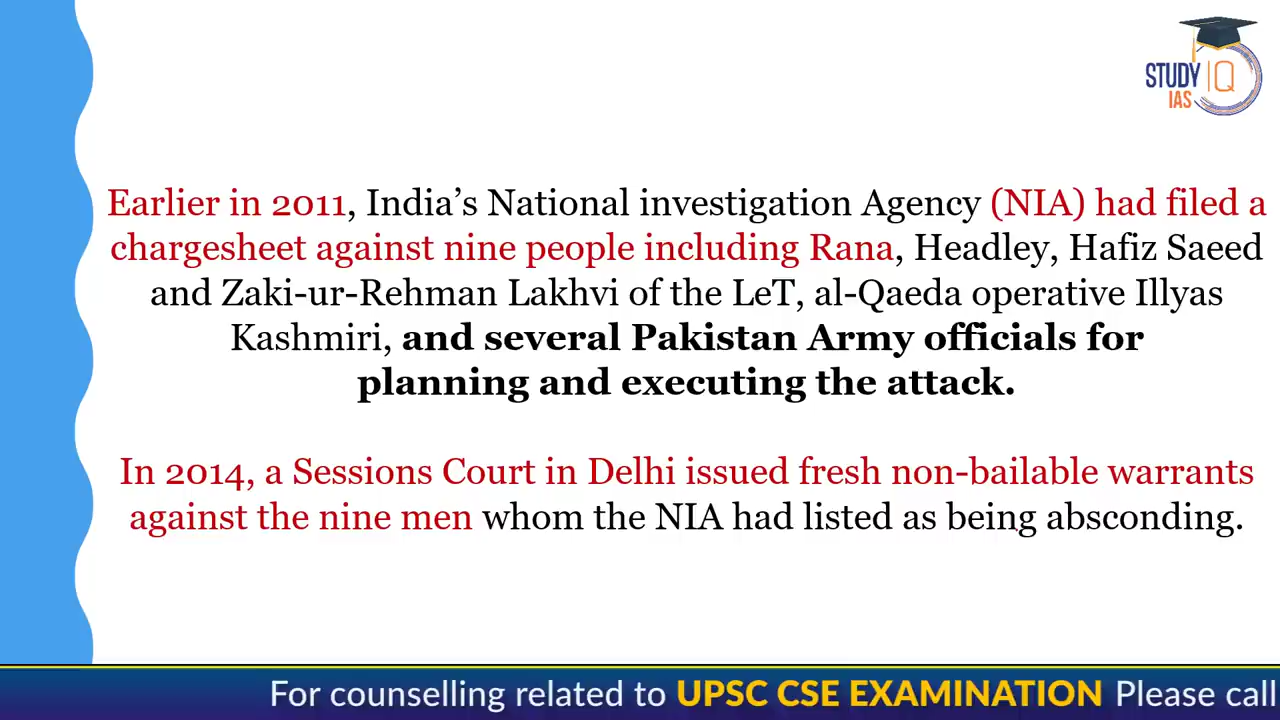 STUDY IQ
IAS
Earlier in 2011, India’s National investigation Agency (NIA) had filed a
chargesheet against nine people including Rana, Headley, Hafiz Saeed
and Zaki-ur-Rehman Lakhvi of the LeT, al-Qaeda operative Illyas
Kashmiri, and several Pakistan Army officials for
planning and executing the attack.
In 2014, a Sessions Court in Delhi issued fresh non-bailable warrants
against the nine men whom the NIA had listed as being absconding.
For counselling related to UPSC CSE EXAMINATION Please call